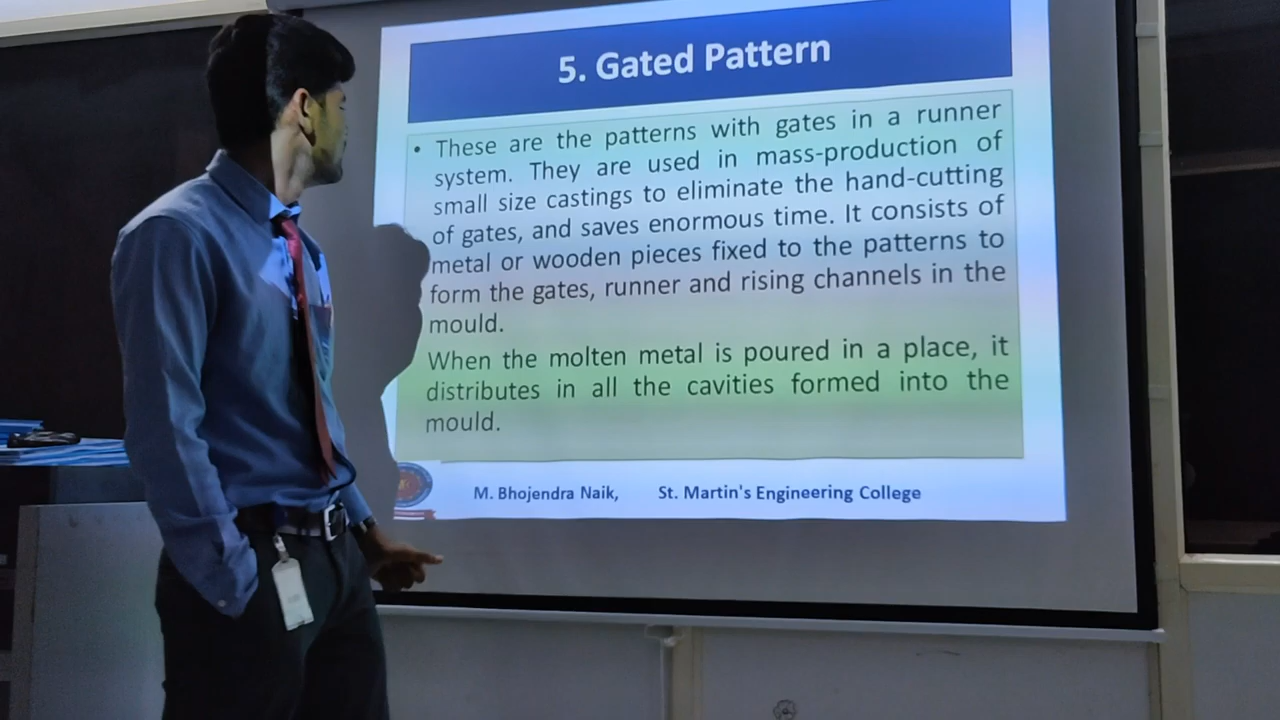 5. Gated Pattern
• These are the patterns with gates in a runner
system. They are used in mass-production of
small size castings to eliminate the hand-cutting
of gates, and saves enormous time. It consists of
metal or wooden pieces fixed to the patterns to
form the gates, runner and rising channels in the
mould.
When the molten metal is poured in a place, it
distributes in all the cavities formed into the
mould.
M. Bhojendra Naik, St. Martin's Engineering College